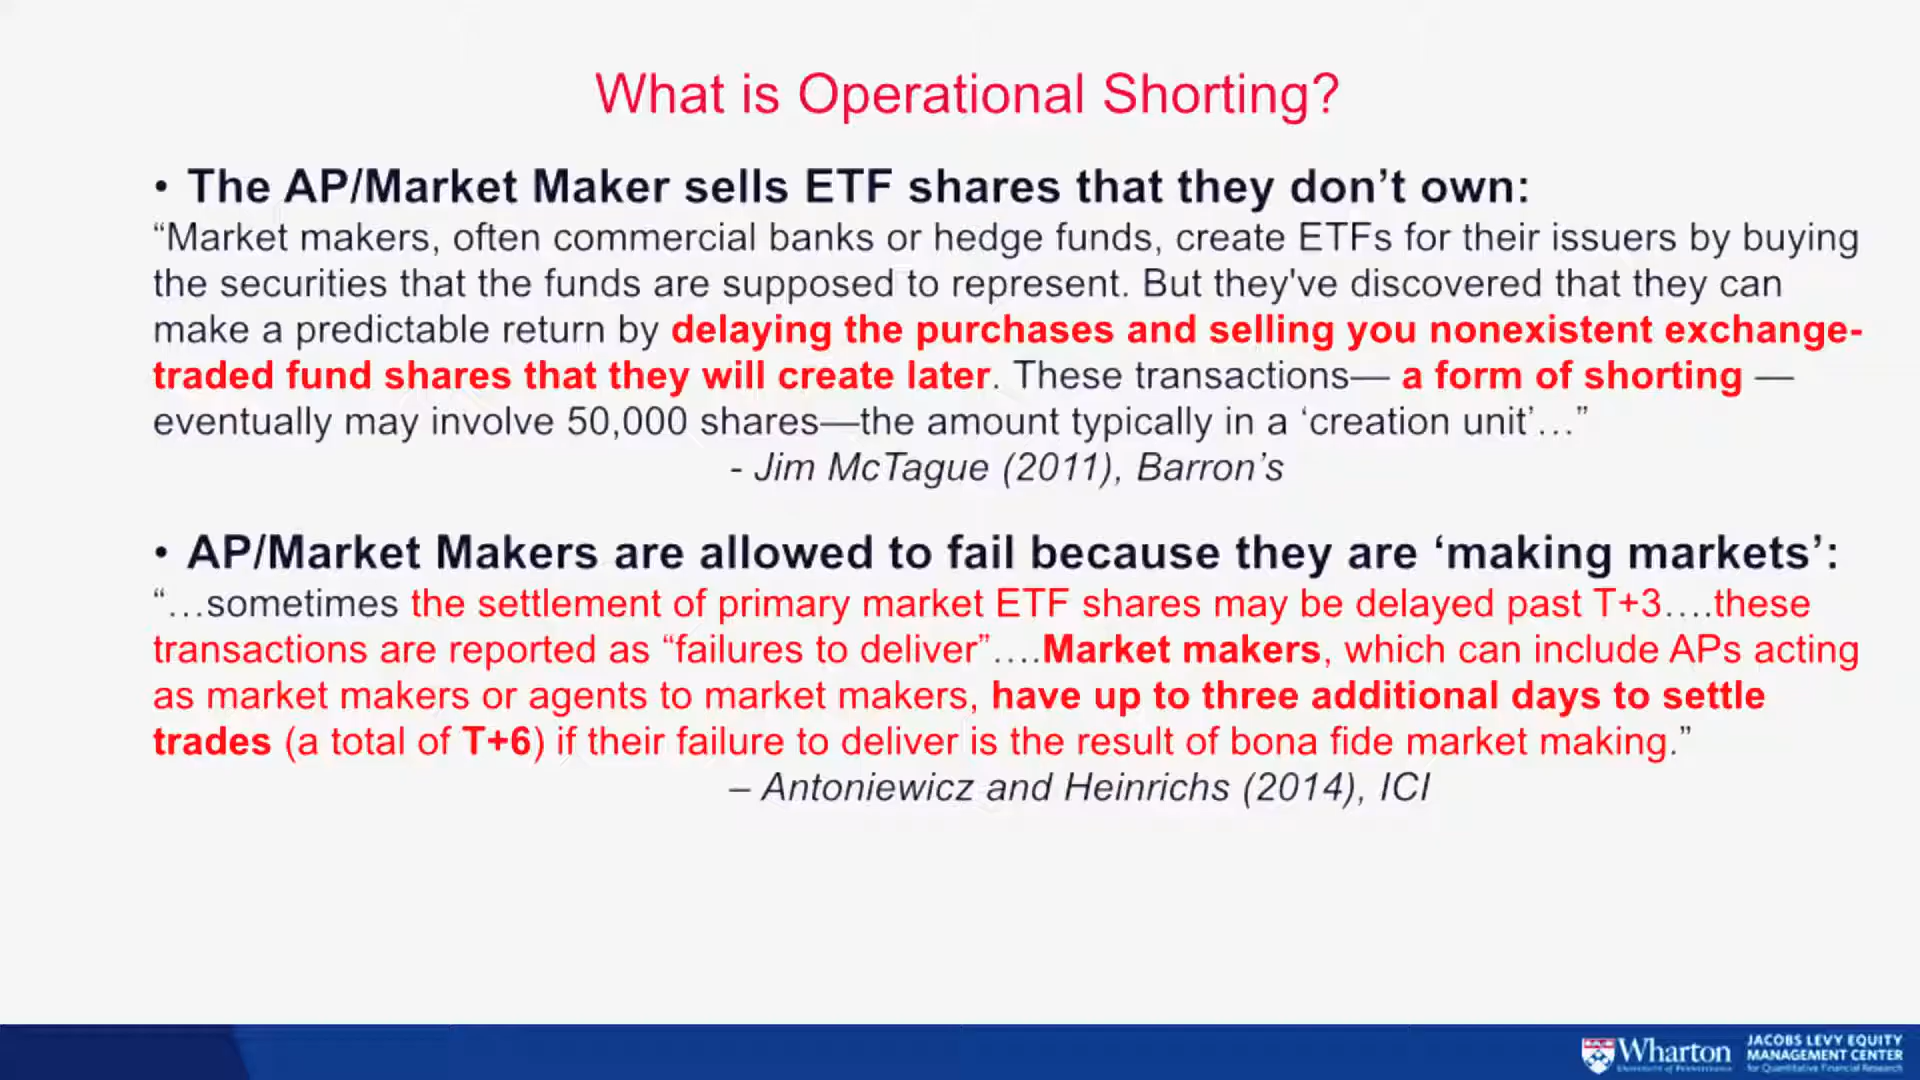 What is Operational Shorting?
• The AP/Market Maker sells ETF shares that they don’t own:
“Market makers, often commercial banks or hedge funds, create ETFs for their issuers by buying
the securities that the funds are supposed to represent. But they've discovered that they can
make a predictable return by delaying the purchases and selling you nonexistent exchange-
traded fund shares that they will create later. These transactions— a form of shorting —
eventually may involve 50,000 shares—the amount typically in a ‘creation unit’…”
- Jim McTague (2011), Barron’s
• AP/Market Makers are allowed to fail because they are ‘making markets’:
“…sometimes the settlement of primary market ETF shares may be delayed past T+3….these
transactions are reported as “failures to deliver”….Market makers, which can include APs acting
as market makers or agents to market makers, have up to three additional days to settle
trades (a total of T+6) if their failure to deliver is the result of bona fide market making.”
– Antoniewicz and Heinrichs (2014), ICI
Wharton
University of Pennsylvania
JACOBS LEVY EQUITY
MANAGEMENT CENTER
for Quantitative Financial Research